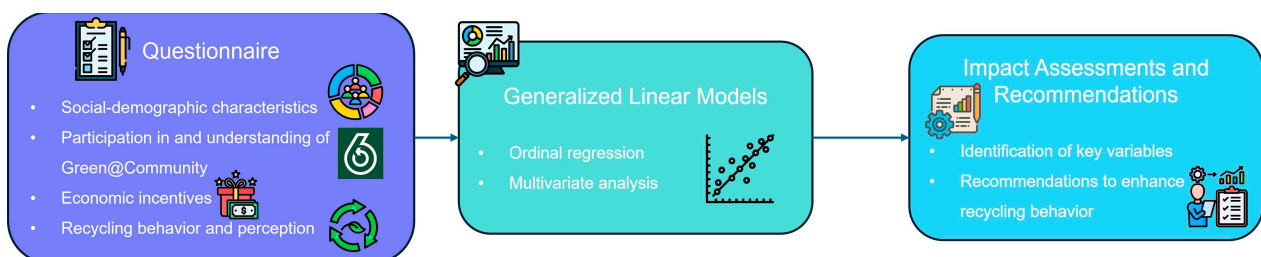 Questionnaire
• Social-demographic characteristics
• Participation in and understanding of
Green@Community
• Economic incentives
• Recycling behavior and perception
Generalized Linear Models
• Ordinal regression
• Multivariate analysis
Impact Assessments and
Recommendations
• Identification of key variables
• Recommendations to enhance
recycling behavior